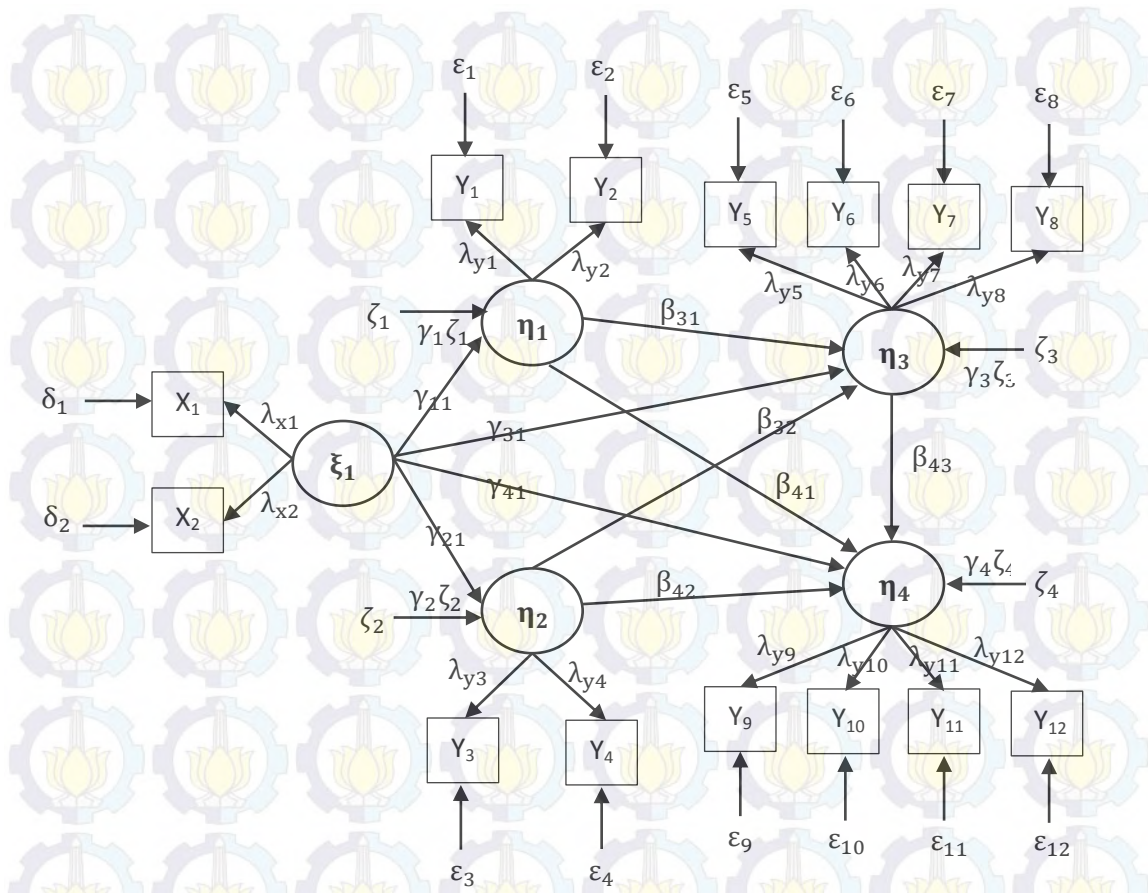 ε₁ ε₂
ε₅ ε₆ ε₇ ε₈
Y₁ Y₂
Y₅ Y₆ Y₇ Y₈
λy1 λy2
λy5 λy6 λy7 λy8
ζ₁ γ₁ζ₁ η₁ β₃₁
η₃ γ₃ζ₃ ζ₃
δ₁ X₁ λx1 γ₁₁
γ₃₁ β₃₂
ξ₁
γ₄₁ β₄₁ β₄₃
δ₂ X₂ λx2
γ₂₁
ζ₂ γ₂ζ₂ η₂ β₄₂
η₄ γ₄ζ₄ ζ₄
λy3 λy4
λy9 λy10 λy11 λy12
Y₃ Y₄
Y₉ Y₁₀ Y₁₁ Y₁₂
ε₃ ε₄
ε₉ ε₁₀ ε₁₁ ε₁₂